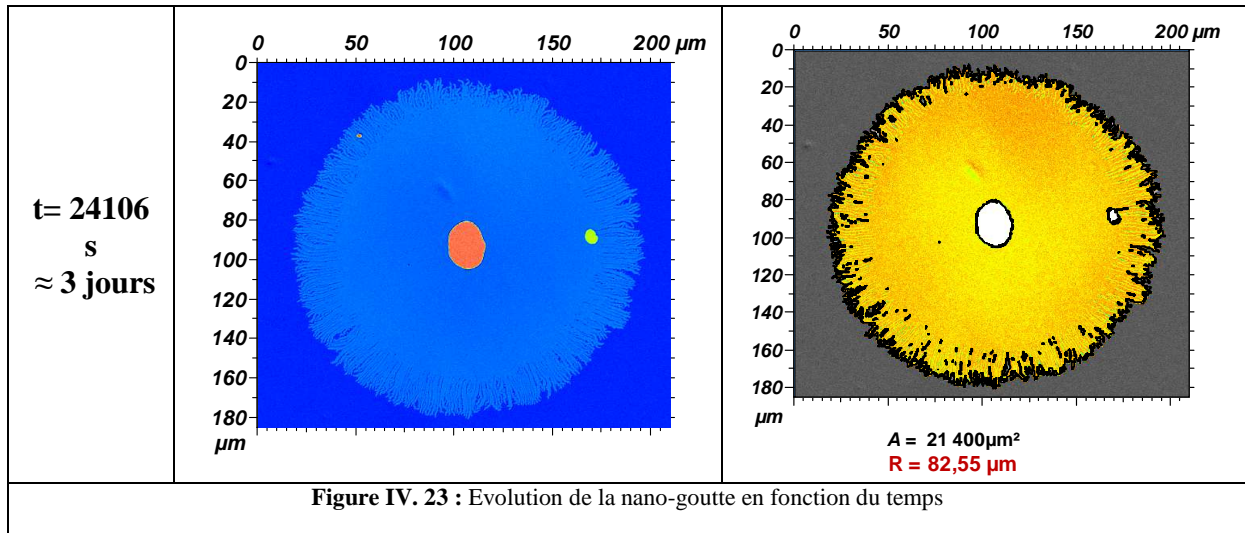 t= 24106
s
≈ 3 jours
0 50 100 150 200 µm
0
20
40
60
80
100
120
140
160
180
µm
0 50 100 150 200 µm
0
20
40
60
80
100
120
140
160
180
µm
A = 21 400µm²
R = 82,55 µm
Figure IV. 23 : Evolution de la nano-goutte en fonction du temps